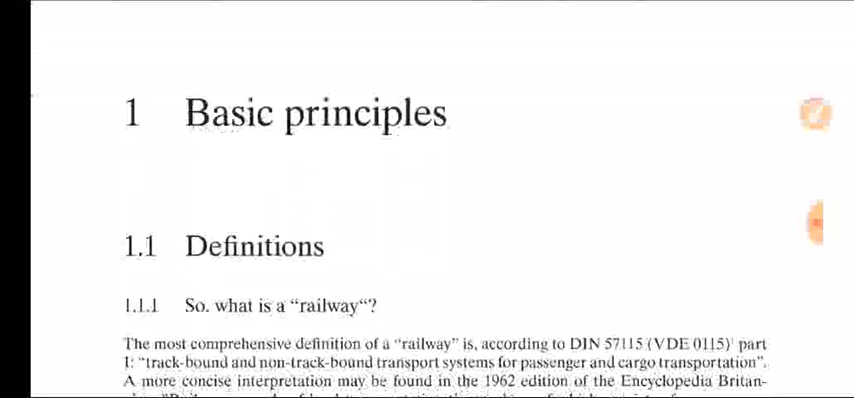 1 Basic principles
1.1 Definitions
1.1.1 So. what is a “railway“?
The most comprehensive definition of a “railway” is, according to DIN 57115 (VDE 0115)¹ part
1: “track-bound and non-track-bound transport systems for passenger and cargo transportation”.
A more concise interpretation may be found in the 1962 edition of the Encyclopedia Britan-